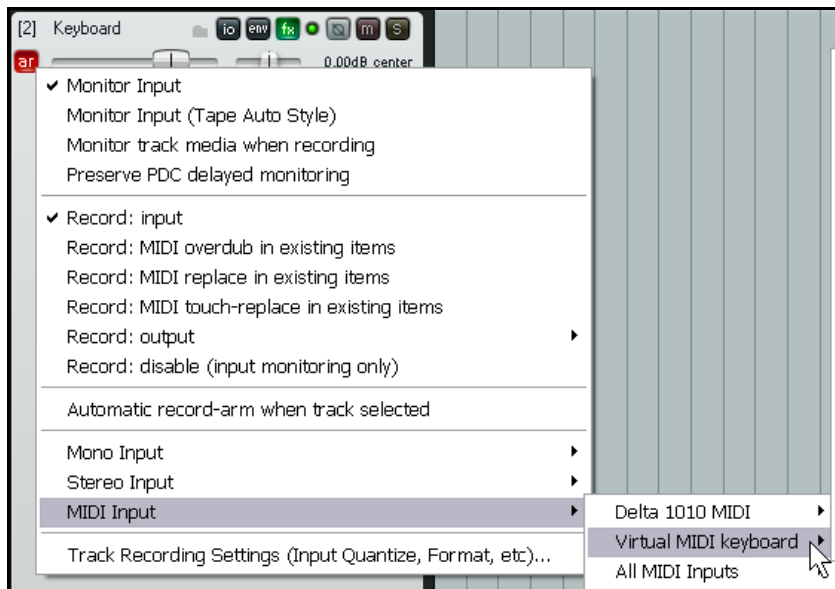 [2] Keyboard io env fx m s
ar 0.00dB center
Monitor Input
Monitor Input (Tape Auto Style)
Monitor track media when recording
Preserve PDC delayed monitoring
Record: input
Record: MIDI overdub in existing items
Record: MIDI replace in existing items
Record: MIDI touch-replace in existing items
Record: output
Record: disable (input monitoring only)
Automatic record-arm when track selected
Mono Input
Stereo Input
MIDI Input
Delta 1010 MIDI
Virtual MIDI keyboard
All MIDI Inputs
Track Recording Settings (Input Quantize, Format, etc)...